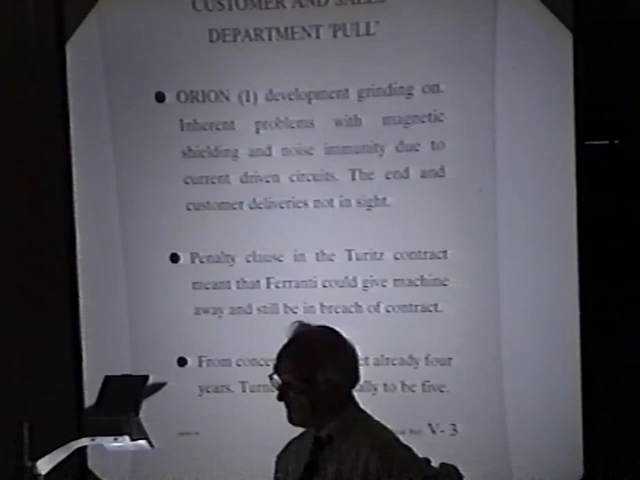 CUSTOMER AND SALES
DEPARTMENT 'PULL'
● ORION (1) development grinding on.
Inherent problems with magnetic
shielding and noise immunity due to
current driven circuits. The end and
customer deliveries not in sight.
● Penalty clause in the Turitz contract
meant that Ferranti could give machine
away and still be in breach of contract.
● From already four
years. to be five.
V- 3